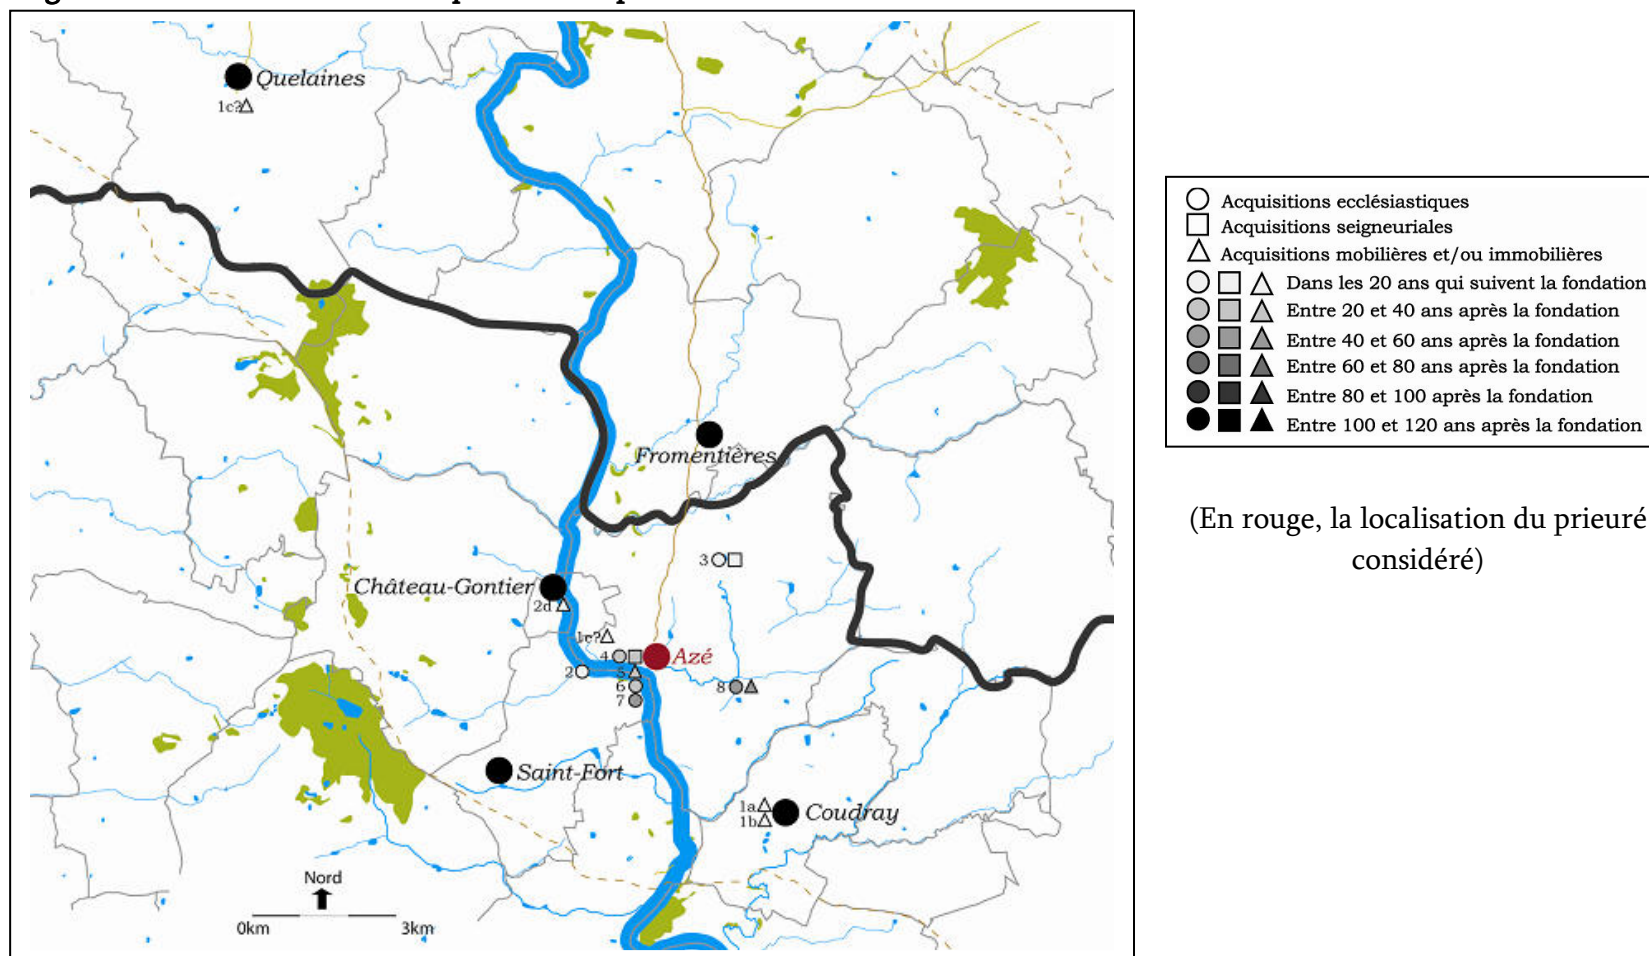 Quelaines
1c?
Fromentières
3
Château-Gontier
2d
1c?
4
Azé
2
5
6
8
7
Saint-Fort
1a
Coudray
1b
Nord
0km
3km
Acquisitions ecclésiastiques
Acquisitions seigneuriales
Acquisitions mobilières et/ou immobilières
Dans les 20 ans qui suivent la fondation
Entre 20 et 40 ans après la fondation
Entre 40 et 60 ans après la fondation
Entre 60 et 80 ans après la fondation
Entre 80 et 100 après la fondation
Entre 100 et 120 ans après la fondation
(En rouge, la localisation du prieuré
considéré)